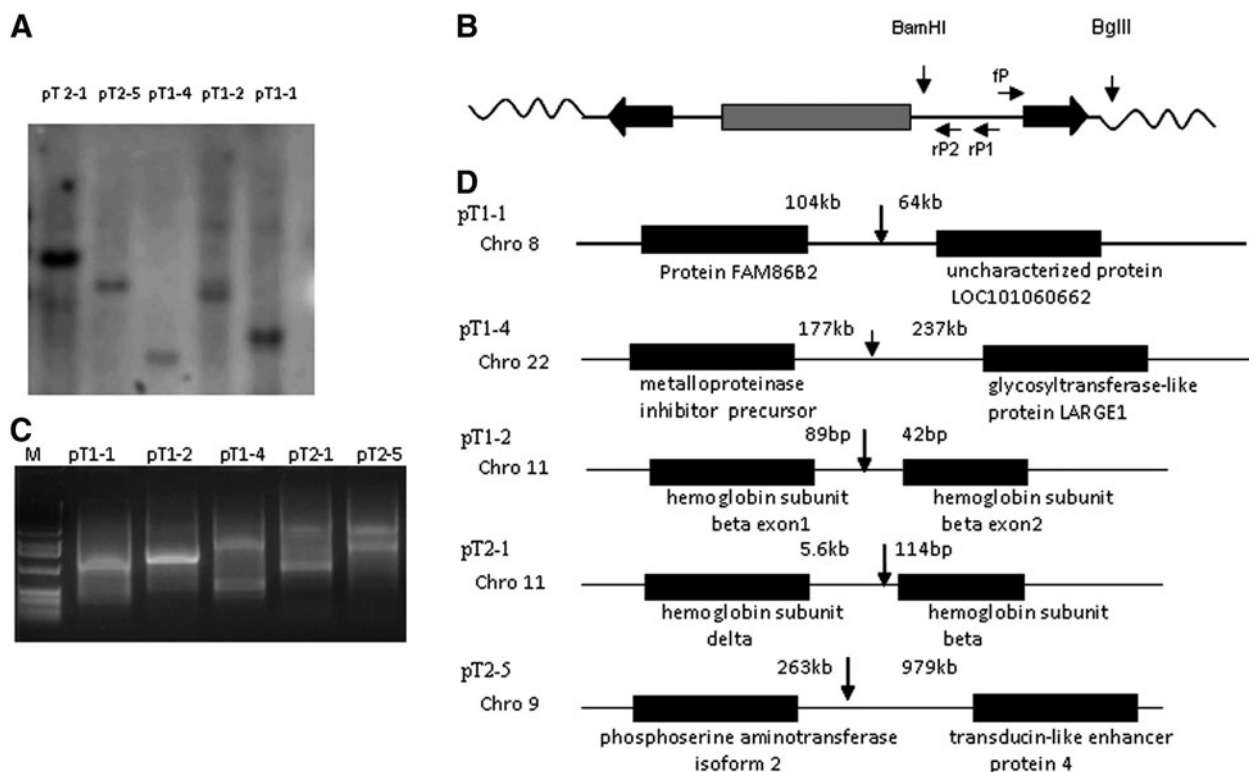 A
pT 2-1 pT2-5 pT1-4 pT1-2 pT1-1
B
BamHI
BglII
fP
rP2 rP1
C
M pT1-1 pT1-2 pT1-4 pT2-1 pT2-5
D
pT1-1
Chro 8
104kb 64kb
Protein FAM86B2
uncharacterized protein
LOC101060662
pT1-4
Chro 22
177kb 237kb
metalloproteinase
inhibitor precursor
glycosyltransferase-like
protein LARGE1
pT1-2
Chro 11
89bp 42bp
hemoglobin subunit
beta exon1
hemoglobin subunit
beta exon2
pT2-1
Chro 11
5.6kb 114bp
hemoglobin subunit
delta
hemoglobin subunit
beta
pT2-5
Chro 9
263kb 979kb
phosphoserine aminotransferase
isoform 2
transducin-like enhancer
protein 4